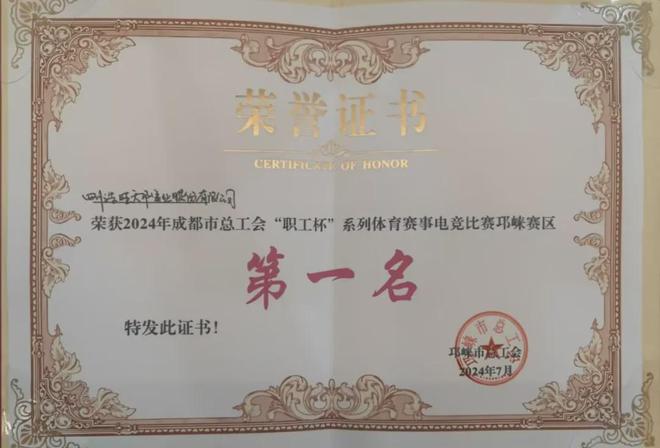 荣誉证书
CERTIFICATE OF HONOR
荣获2024年成都市总工会“职工杯”系列体育赛事电竞比赛邛崃赛区
第一名
特发此证书！
邛崃市总工会
2024年7月